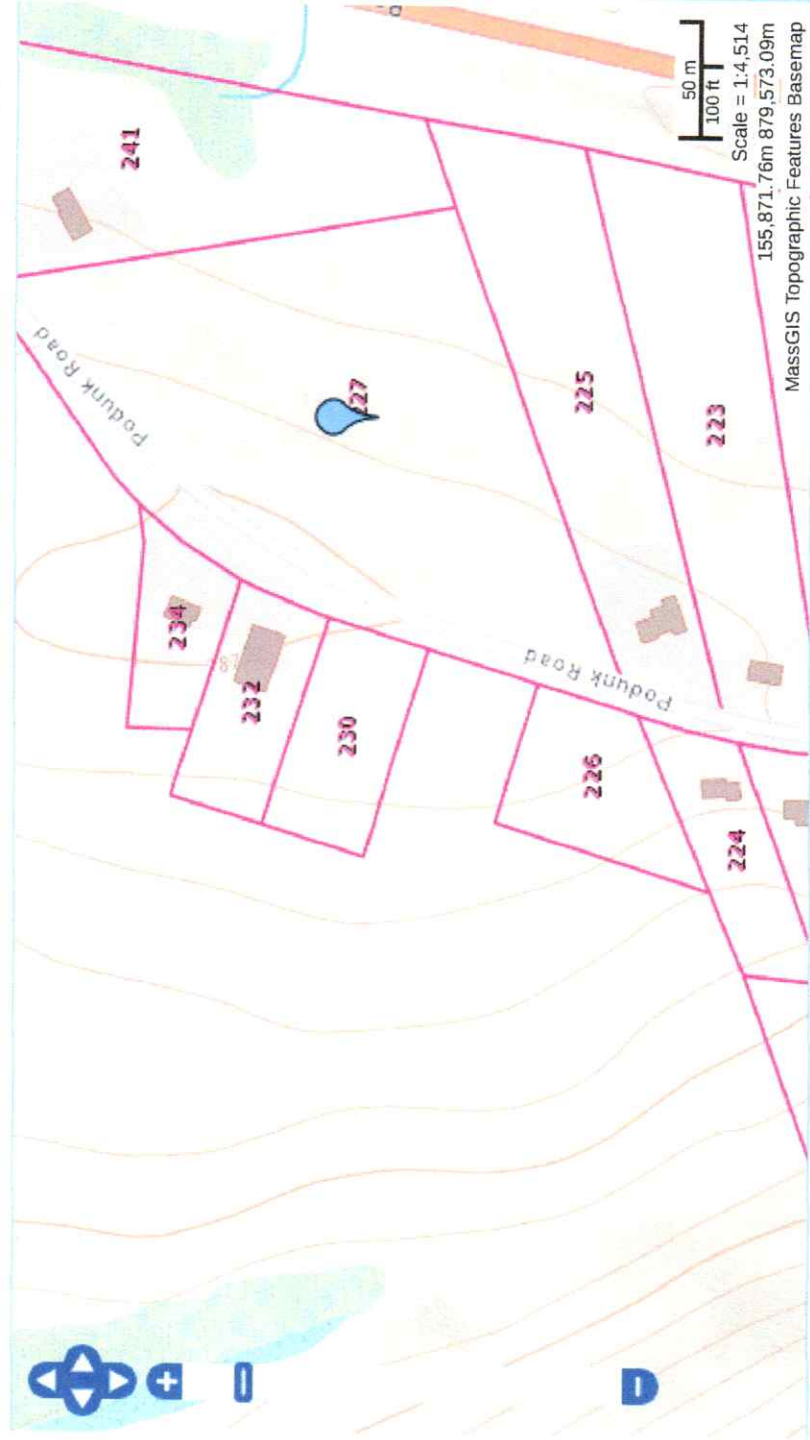 Podunk Road
241
234
232
230
227
225
226
Podunk Road
223
224
50 m
100 ft
Scale = 1:4,514
155,871.76m 879,573.09m
MassGIS Topographic Features Basemap